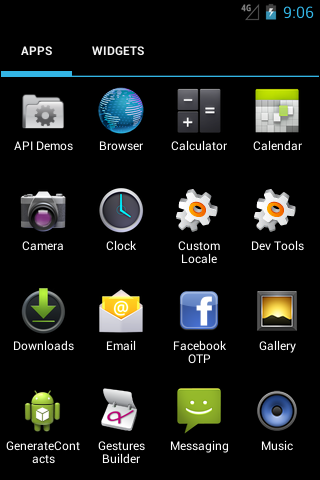 4G 9:06
APPS WIDGETS
API Demos Browser Calculator Calendar
Camera Clock Custom Locale Dev Tools
Downloads Email Facebook OTP Gallery
GenerateContacts Gestures Builder Messaging Music